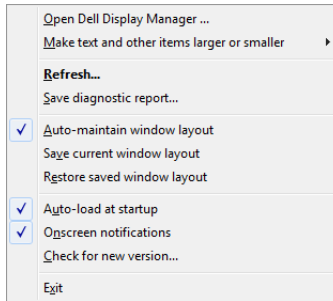 Open Dell Display Manager ...
Make text and other items larger or smaller
Refresh...
Save diagnostic report...
Auto-maintain window layout
Save current window layout
Restore saved window layout
Auto-load at startup
Onscreen notifications
Check for new version...
Exit